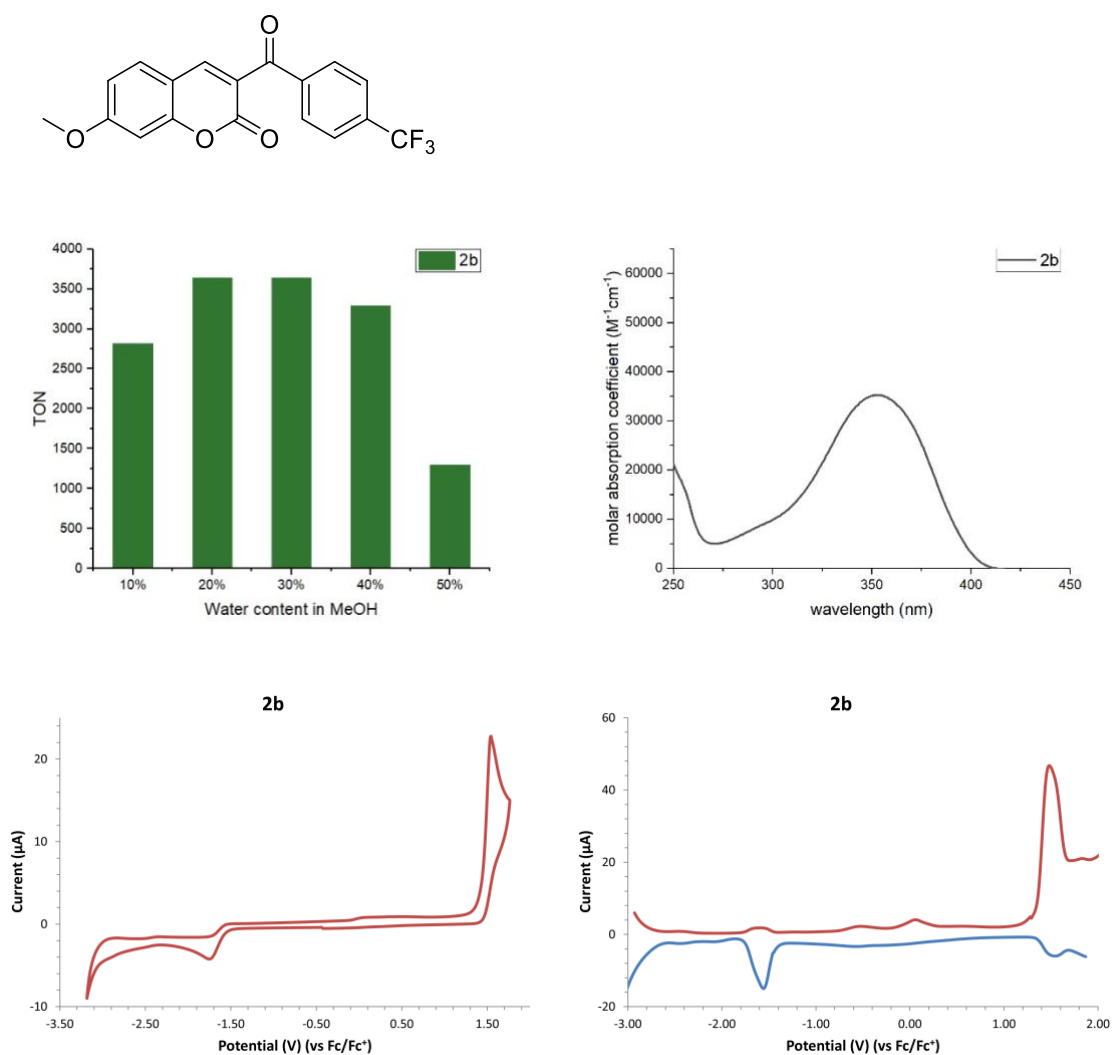 O
O
O
O
CF3
4000
3500
3000
2500
2000
1500
1000
500
0
TON
2b
10% 20% 30% 40% 50%
Water content in MeOH
60000
50000
40000
30000
20000
10000
0
molar absorption coefficient (M⁻¹cm⁻¹)
2b
250 300 350 400 450
wavelength (nm)
2b
20
10
0
-10
Current (µA)
-3.50 -2.50 -1.50 -0.50 0.50 1.50
Potential (V) (vs Fc/Fc⁺)
2b
60
40
20
0
-20
Current (µA)
-3.00 -2.00 -1.00 0.00 1.00 2.00
Potential (V) (vs Fc/Fc⁺)